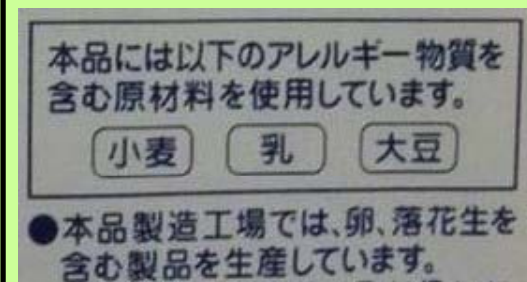 本品には以下のアレルギー物質を
含む原材料を使用しています。
小麦 乳 大豆
●本品製造工場では、卵、落花生を
含む製品を生産しています。